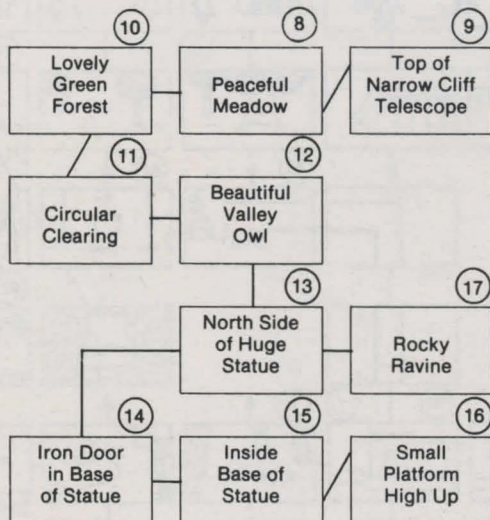 10
Lovely
Green
Forest
8
Peaceful
Meadow
9
Top of
Narrow Cliff
Telescope
11
Circular
Clearing
12
Beautiful
Valley
Owl
13
North Side
of Huge
Statue
17
Rocky
Ravine
14
Iron Door
in Base
of Statue
15
Inside
Base of
Statue
16
Small
Platform
High Up